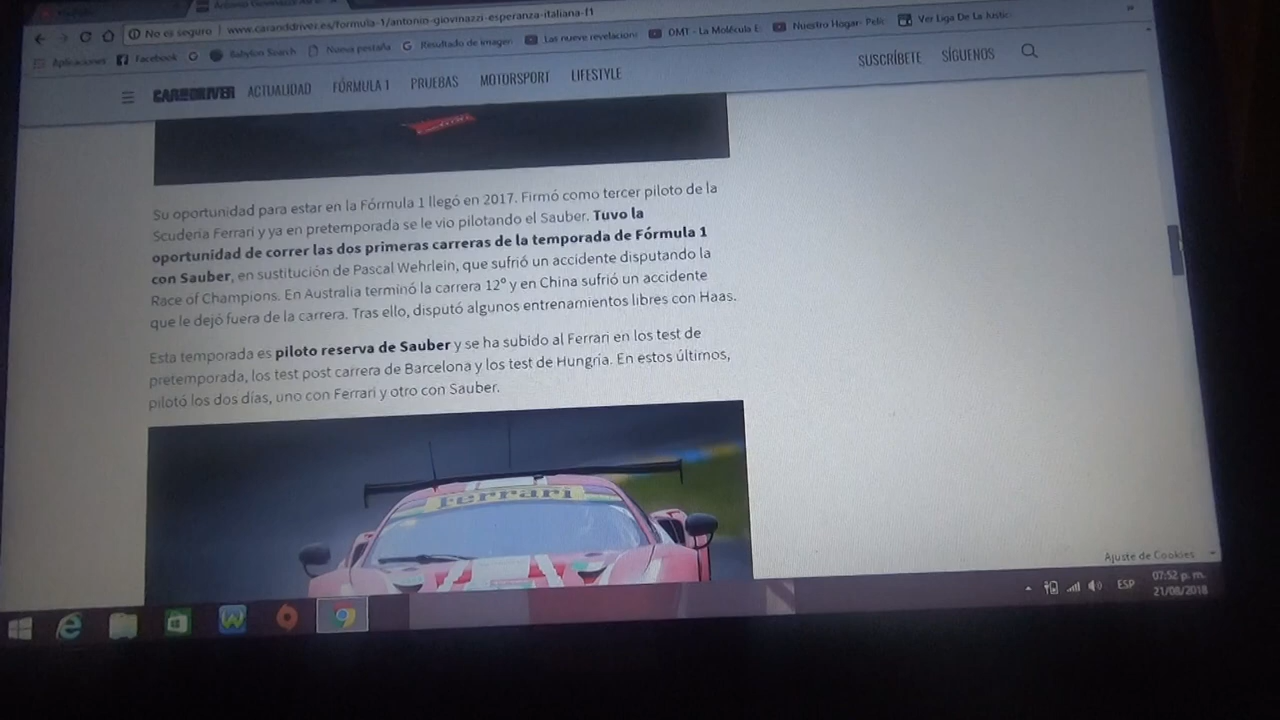 No es seguro | www.caranddriver.es/formula-1/antonio-giovinazzi-esperanza-italiana-f1
Aplicaciones Facebook Babylon Search Nueva pestaña Resultado de imagen Las nueve revelacion DMT - La Molécula E Nuestro Hogar- Pelic Ver Liga De La Justic
CAR AND DRIVER ACTUALIDAD FÓRMULA 1 PRUEBAS MOTORSPORT LIFESTYLE SUSCRÍBETE SÍGUENOS
Su oportunidad para estar en la Fórmula 1 llegó en 2017. Firmó como tercer piloto de la
Scuderia Ferrari y ya en pretemporada se le vio pilotando el Sauber. Tuvo la
oportunidad de correr las dos primeras carreras de la temporada de Fórmula 1
con Sauber, en sustitución de Pascal Wehrlein, que sufrió un accidente disputando la
Race of Champions. En Australia terminó la carrera 12º y en China sufrió un accidente
que le dejó fuera de la carrera. Tras ello, disputó algunos entrenamientos libres con Haas.
Esta temporada es piloto reserva de Sauber y se ha subido al Ferrari en los test de
pretemporada, los test post carrera de Barcelona y los test de Hungría. En estos últimos,
pilotó los dos días, uno con Ferrari y otro con Sauber.
Ferrari
Ajuste de Cookies
ESP
07:52 p. m.
21/08/2018